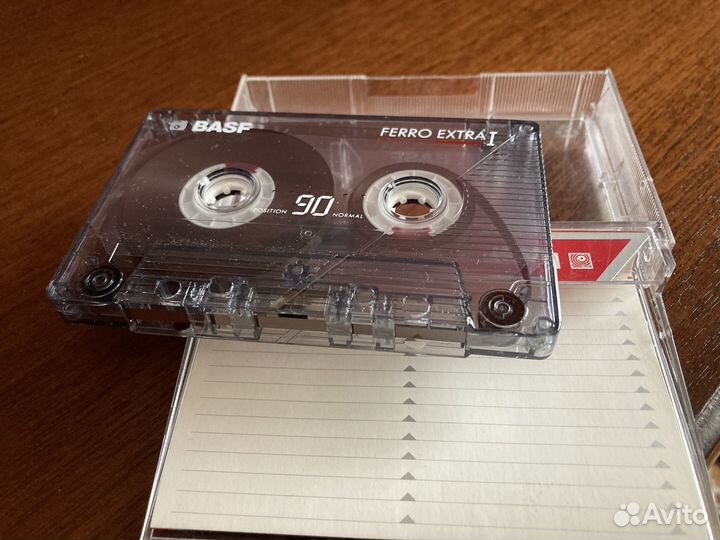 BASF
FERRO EXTRA I
POSITION 90 NORMAL
Avito